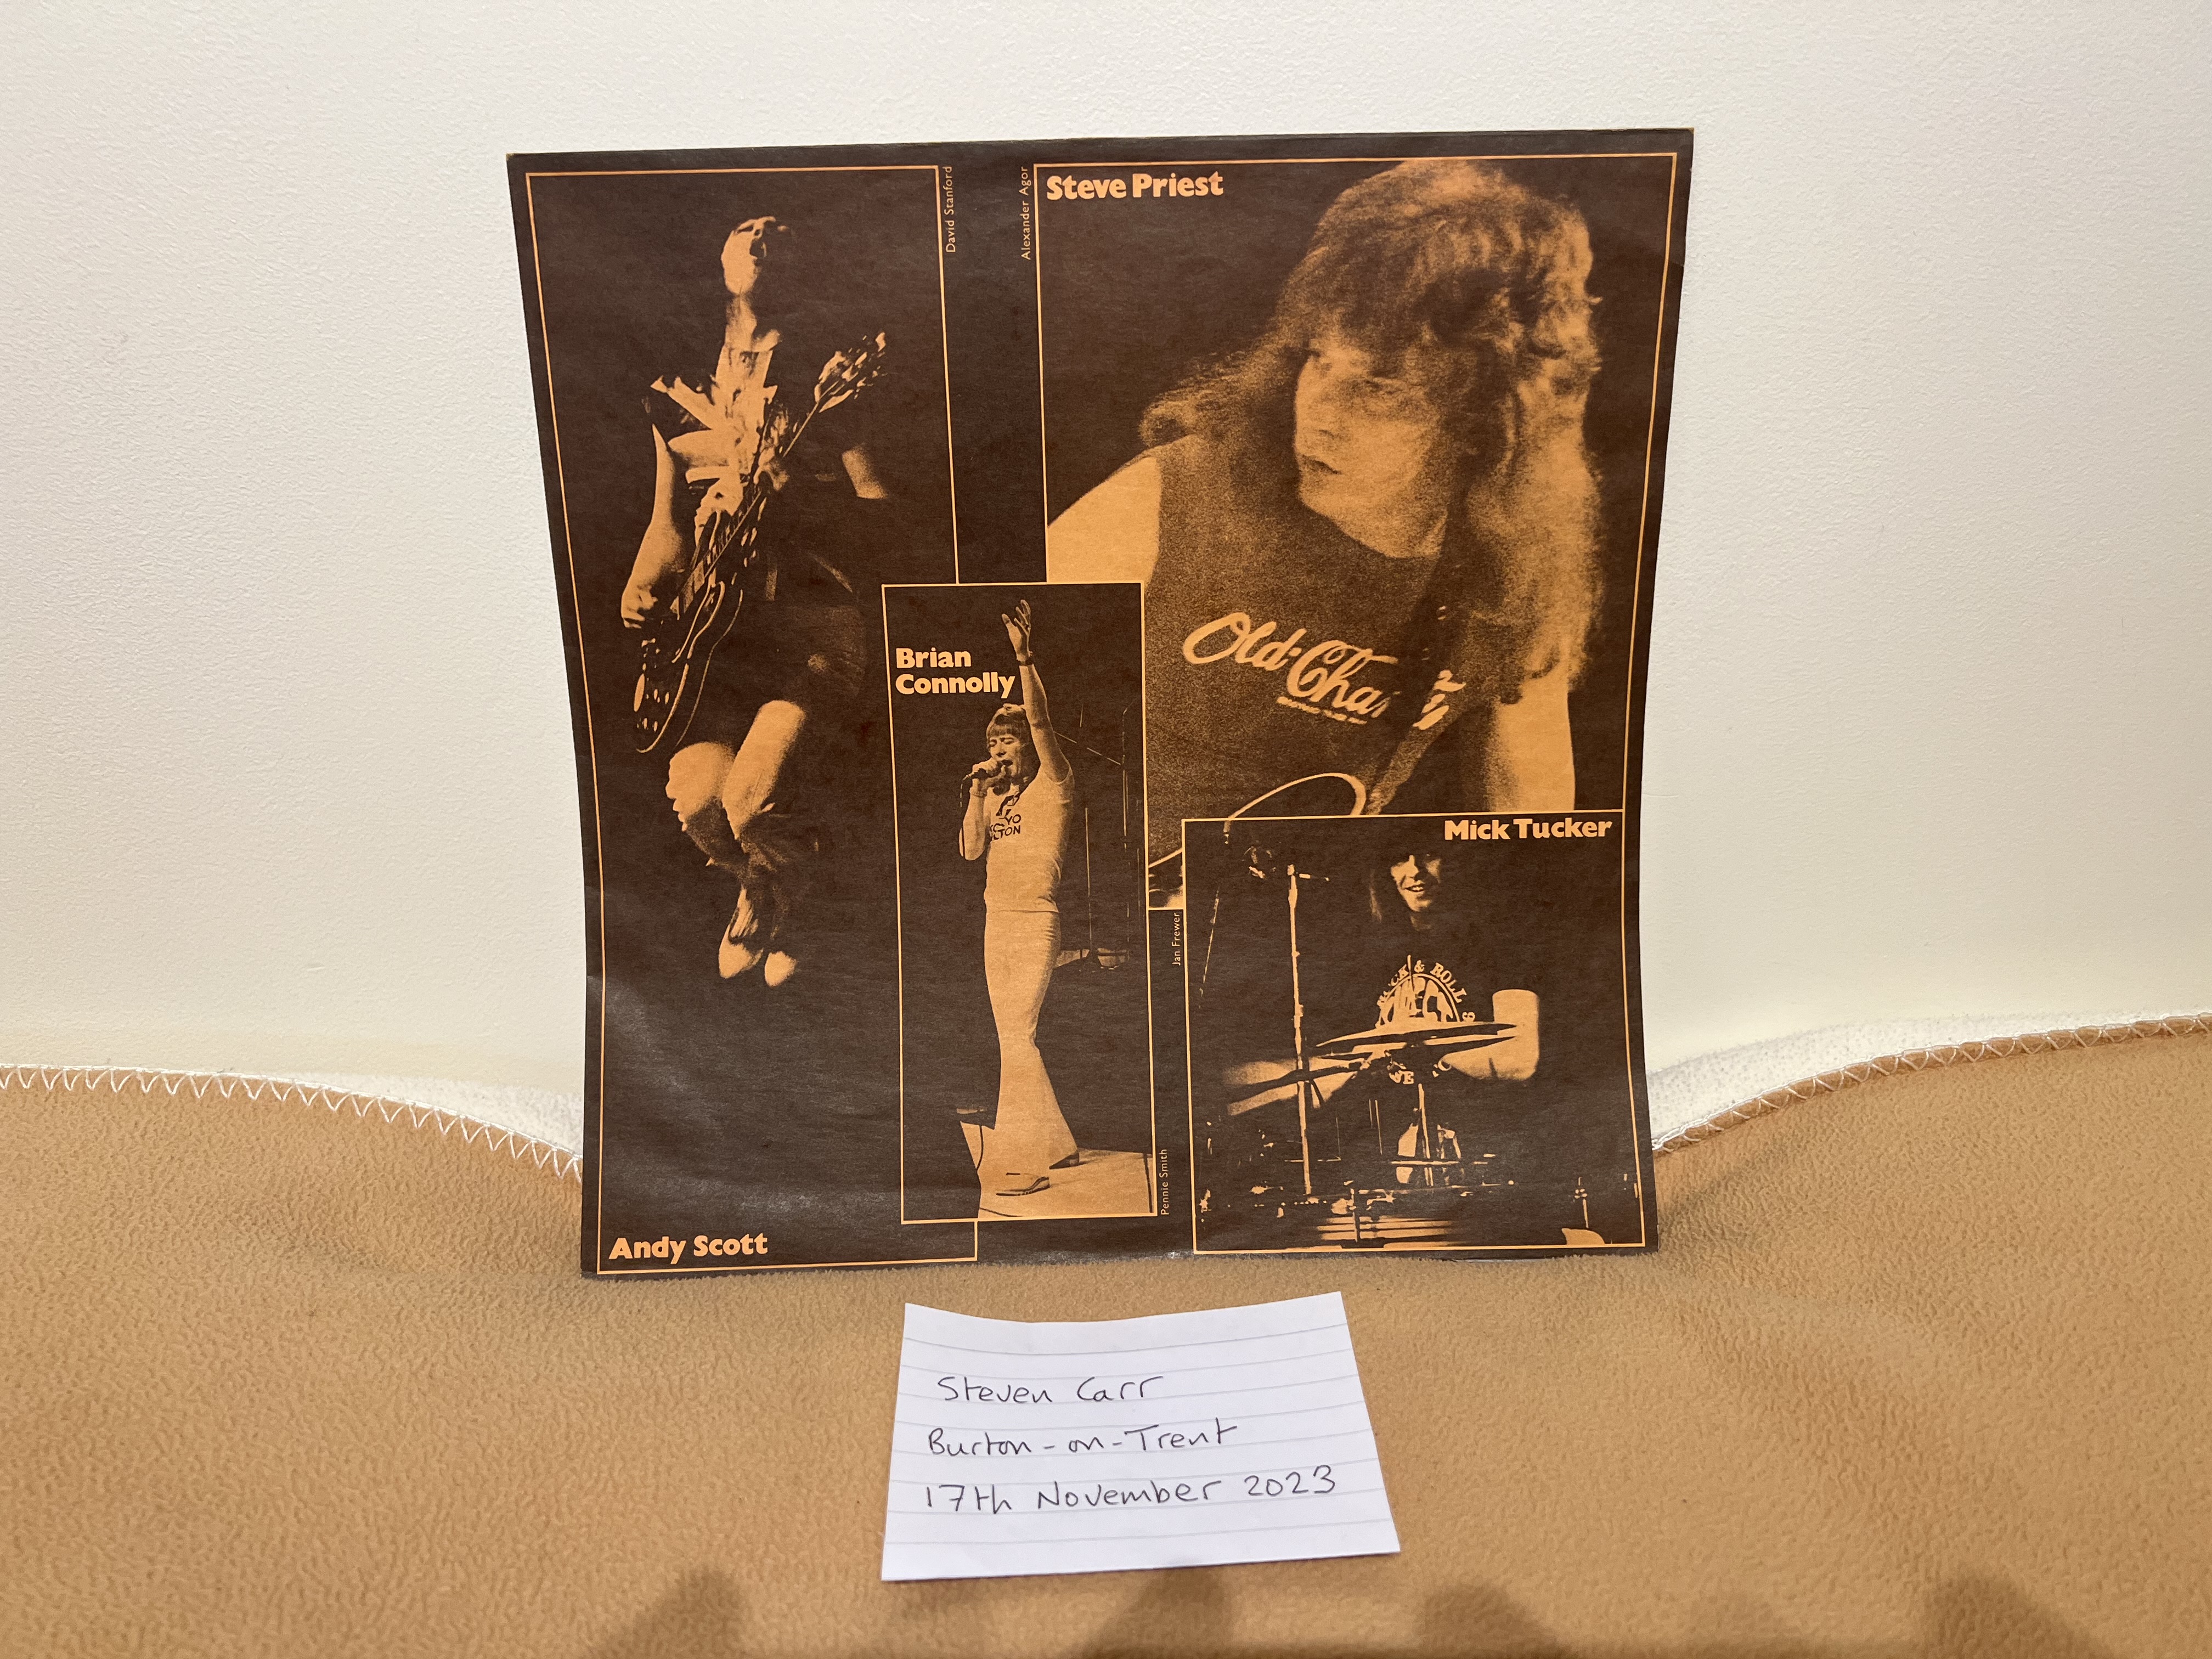 David Stanford
Alexander Agor
Steve Priest
Old
Brian
Connolly
Mick Tucker
Jan Frewer
& ROLL
Pennie Smith
Andy Scott
Steven Carr
Burton-on-Trent
17th November 2023